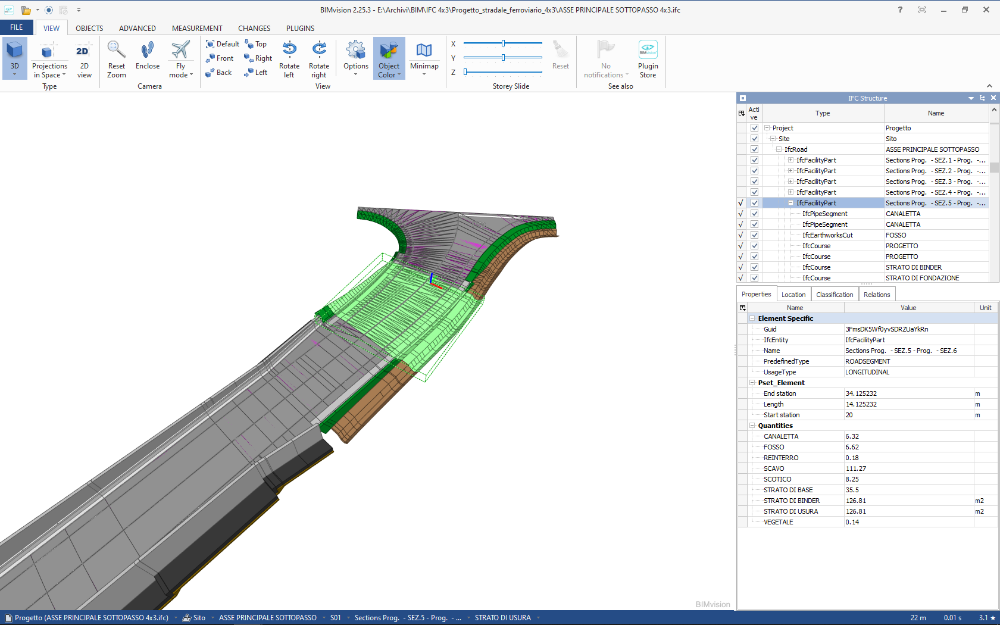 BIMvision 2.25.3 - E:\Archivi\BIM\IFC 4x3\Progetto_stradale_ferroviario_4x3\ASSE PRINCIPALE SOTTOPASSO 4x3.ifc
FILE VIEW OBJECTS ADVANCED MEASUREMENT CHANGES PLUGINS
3D
Projections in Space
2D view
Type
Reset Zoom
Enclose
Fly mode
Camera
Default Top
Front Right
Back Left
Rotate left
Rotate right
Options
Object Color
Minimap
View
X
Y
Z
Reset
Storey Slide
No notifications
BIMvision
Plugin Store
See also
IFC Structure
Active Type Name
Project Progetto
Site Sito
IfcRoad ASSE PRINCIPALE SOTTOPASSO
IfcFacilityPart Sections Prog. - SEZ.1 - Prog. -...
IfcFacilityPart Sections Prog. - SEZ.2 - Prog. -...
IfcFacilityPart Sections Prog. - SEZ.3 - Prog. -...
IfcFacilityPart Sections Prog. - SEZ.4 - Prog. -...
IfcFacilityPart Sections Prog. - SEZ.5 - Prog. -...
IfcPipeSegment CANALETTA
IfcPipeSegment CANALETTA
IfcEarthworksCut FOSSO
IfcCourse PROGETTO
IfcCourse PROGETTO
IfcCourse STRATO DI BINDER
IfcCourse STRATO DI FONDAZIONE
Properties Location Classification Relations
Name Value Unit
Element Specific
Guid 3FmsDK5Wf0yvSDRZUaYkRn
IfcEntity IfcFacilityPart
Name Sections Prog. - SEZ.5 - Prog. - SEZ.6
PredefinedType ROADSEGMENT
UsageType LONGITUDINAL
Pset_Element
End station 34.125232 m
Length 14.125232 m
Start station 20 m
Quantities
CANALETTA 6.32
FOSSO 6.62
REINTERRO 0.18
SCAVO 111.27
SCOTICO 8.25
STRATO DI BASE 35.5
STRATO DI BINDER 126.81 m2
STRATO DI USURA 126.81 m2
VEGETALE 0.14
BIMvision
Progetto (ASSE PRINCIPALE SOTTOPASSO 4x3.ifc) Sito ASSE PRINCIPALE SOTTOPASSO S01 Sections Prog. - SEZ.5 - Prog. - ... STRATO DI USURA 22 m 0.01 s 3.1 ★